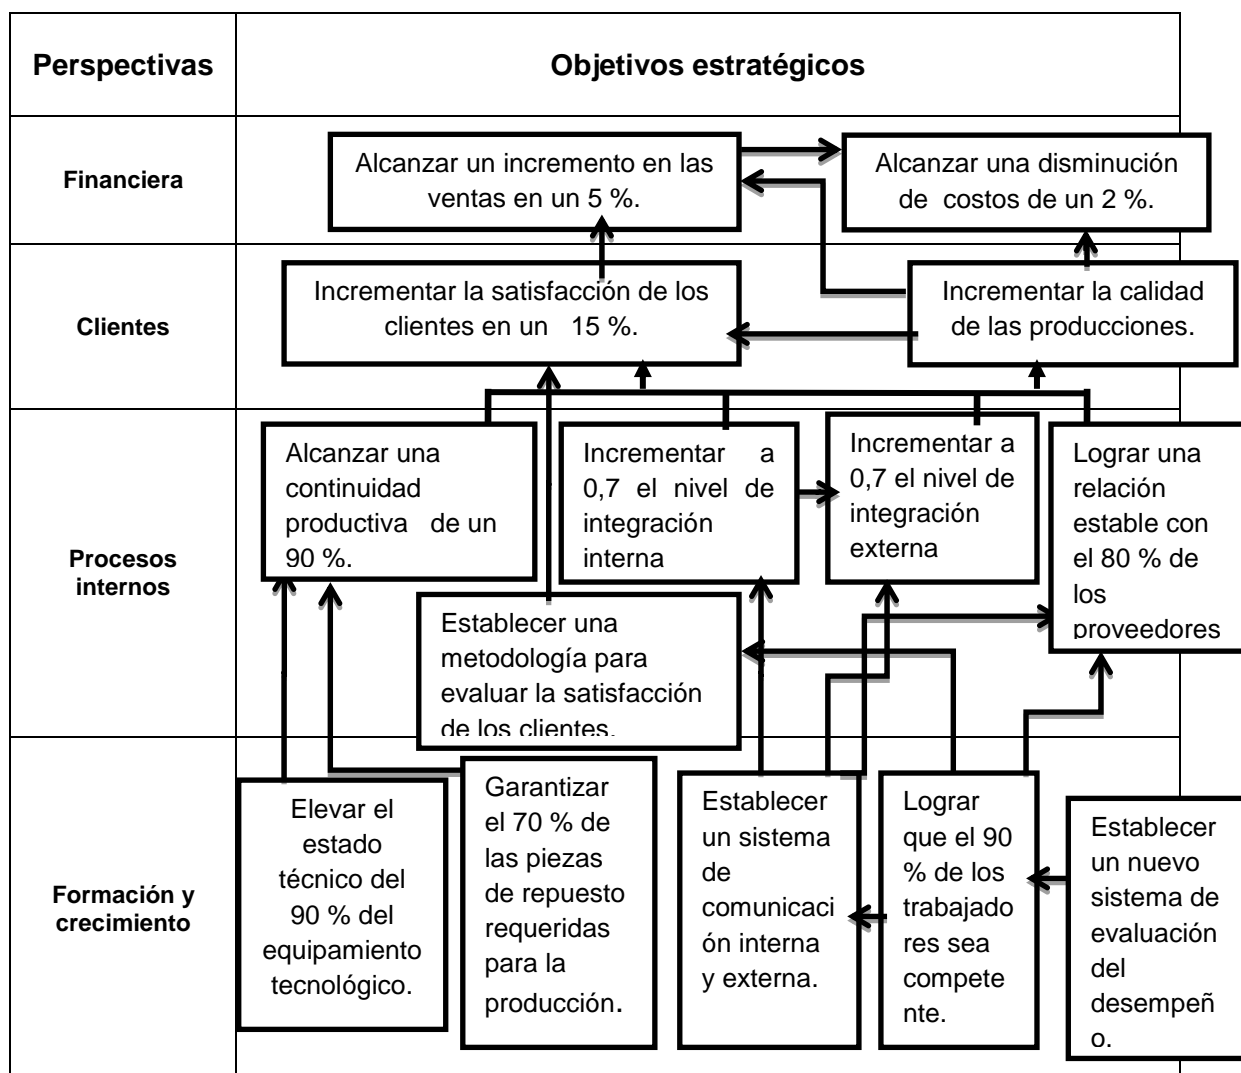 Perspectivas
Objetivos estratégicos
Financiera
Alcanzar un incremento en las
ventas en un 5 %.
Alcanzar una disminución
de costos de un 2 %.
Clientes
Incrementar la satisfacción de los
clientes en un 15 %.
Incrementar la calidad
de las producciones.
Procesos
internos
Alcanzar una
continuidad
productiva de un
90 %.
Incrementar a
0,7 el nivel de
integración
interna
Incrementar a
0,7 el nivel de
integración
externa
Lograr una
relación
estable con
el 80 % de
los
proveedores
Establecer una
metodología para
evaluar la satisfacción
de los clientes.
Formación y
crecimiento
Elevar el
estado
técnico del
90 % del
equipamiento
tecnológico.
Garantizar
el 70 % de
las piezas
de repuesto
requeridas
para la
producción.
Establecer
un sistema
de
comunicaci
ón interna
y externa.
Lograr
que el 90
% de los
trabajado
res sea
compete
nte.
Establecer
un nuevo
sistema de
evaluación
del
desempeñ
o.